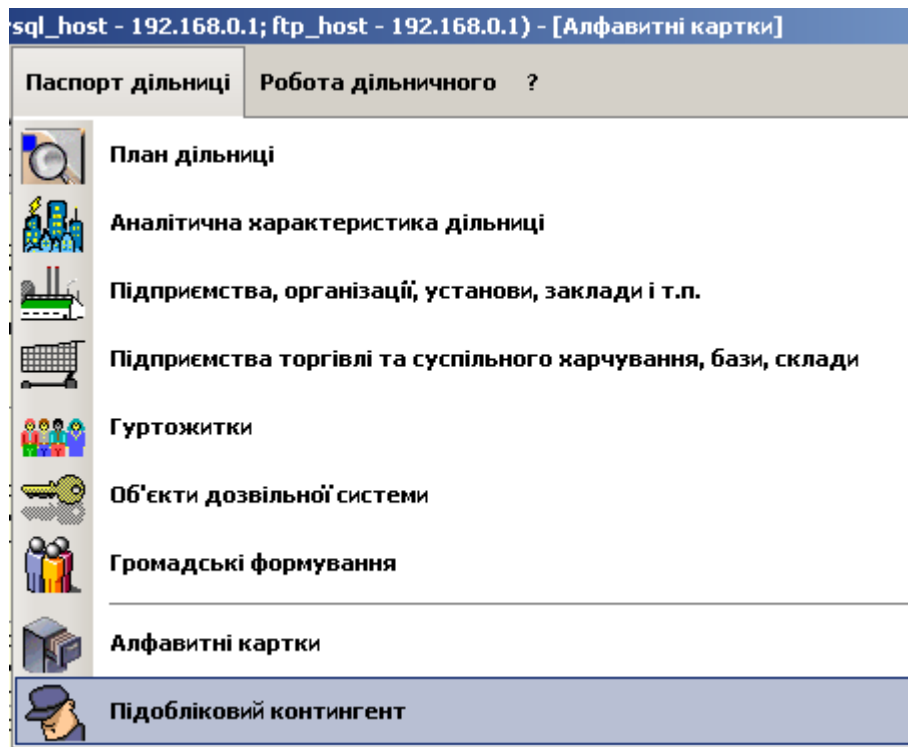 sql_host - 192.168.0.1; ftp_host - 192.168.0.1) - [Алфавитні картки]
Паспорт дільниці Робота дільничного ?
План дільниці
Аналітична характеристика дільниці
Підприємства, організації, установи, заклади і т.п.
Підприємства торгівлі та суспільного харчування, бази, склади
Гуртожитки
Об'єкти дозвільної системи
Громадські формування
Алфавитні картки
Підобліковий контингент